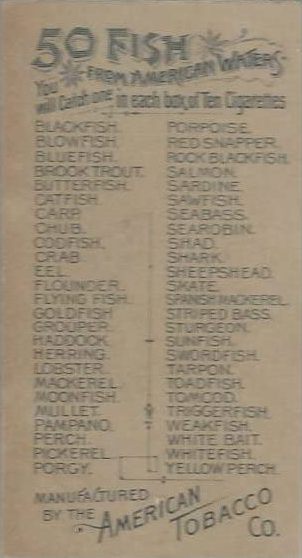 50 FISH
FROM AMERICAN WATERS
You will Catch one in each box of Ten Cigarettes
BLACKFISH.
BLOWFISH.
BLUEFISH.
BROOK TROUT.
BUTTERFISH.
CATFISH.
CARP.
CHUB.
CODFISH.
CRAB.
EEL.
FLOUNDER.
FLYING FISH.
GOLDFISH
GROUPER.
HADDOCK.
HERRING.
LOBSTER.
MACKEREL.
MOONFISH.
MULLET.
PAMPANO.
PERCH.
PICKEREL.
PORGY.
PORPOISE.
RED SNAPPER.
ROCK BLACKFISH.
SALMON.
SARDINE.
SAWFISH.
SEABASS.
SEAROBIN.
SHAD.
SHARK.
SHEEPSHEAD.
SKATE.
SPANISH MACKEREL.
STRIPED BASS.
STURGEON.
SUNFISH.
SWORDFISH.
TARPON.
TOADFISH.
TOMCOD.
TRIGGERFISH.
WEAKFISH.
WHITE BAIT.
WHITEFISH.
YELLOW PERCH.
MANUFACTURED
BY THE AMERICAN
TOBACCO
CO.